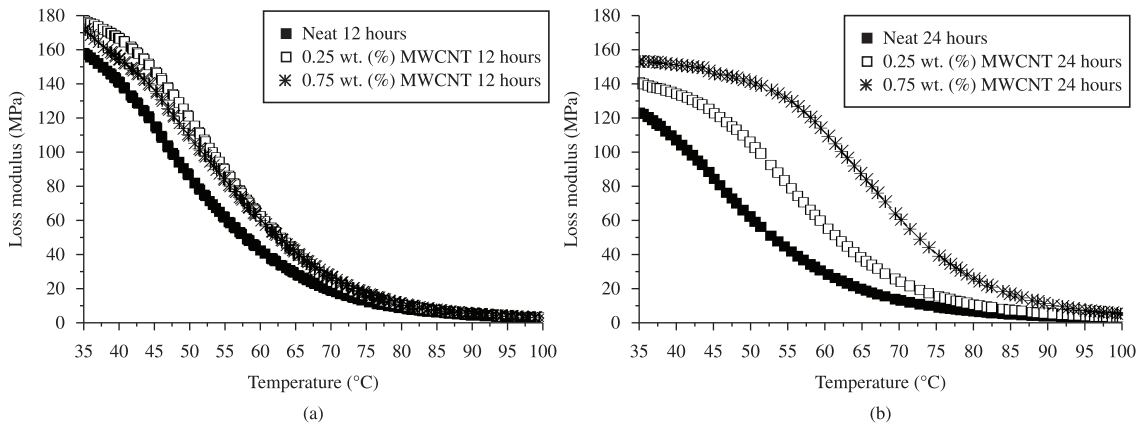 180
160
140
120
100
80
60
40
20
0
Loss modulus (MPa)
35 40 45 50 55 60 65 70 75 80 85 90 95 100
Temperature (°C)
Neat 12 hours
0.25 wt. (%) MWCNT 12 hours
0.75 wt. (%) MWCNT 12 hours
(a)
180
160
140
120
100
80
60
40
20
0
Loss modulus (MPa)
35 40 45 50 55 60 65 70 75 80 85 90 95 100
Temperature (°C)
Neat 24 hours
0.25 wt. (%) MWCNT 24 hours
0.75 wt. (%) MWCNT 24 hours
(b)